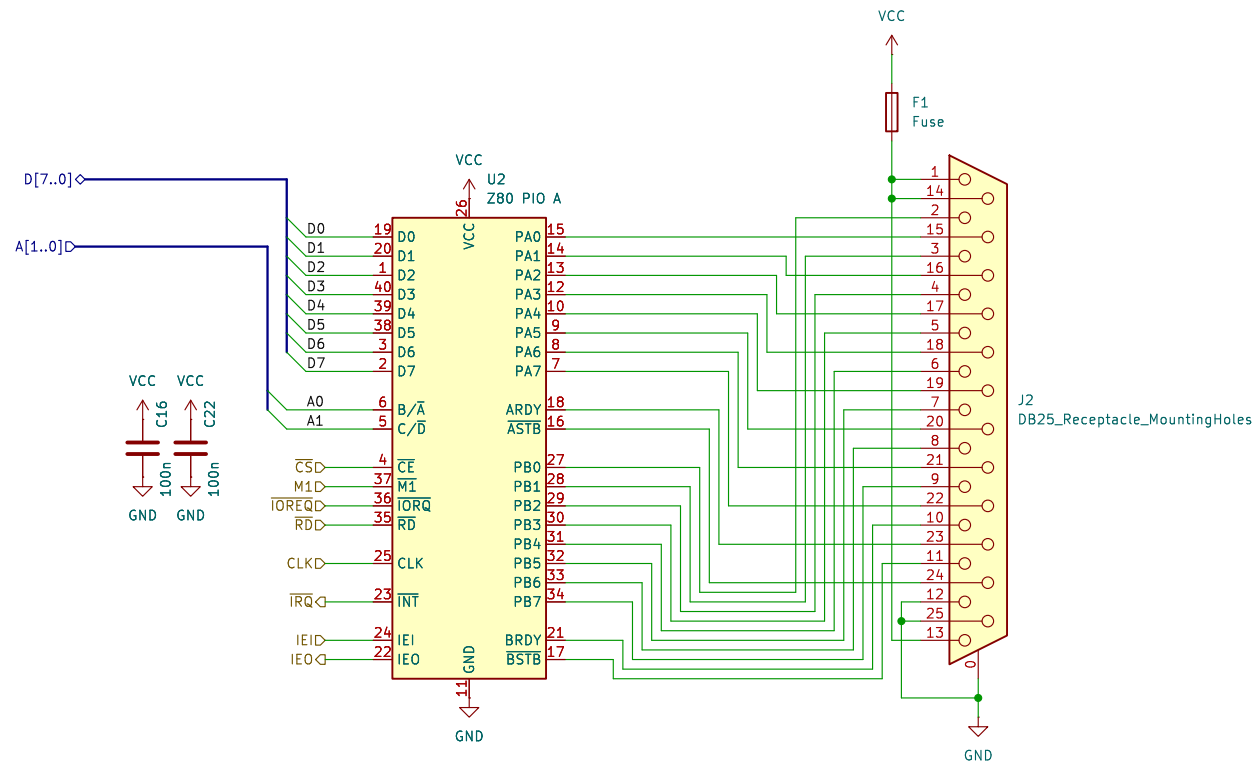 VCC
F1
Fuse
VCC
U2
Z80 PIO A
D[7..0]
A[1..0]
26
VCC
D0 19 D0
D1 20 D1
D2 1 D2
D3 40 D3
D4 39 D4
D5 38 D5
D6 3 D6
D7 2 D7
A0 6 B/A
A1 5 C/D
CS 4 CE
M1 37 M1
IOREQ 36 IORQ
RD 35 RD
CLK 25 CLK
IRQ 23 INT
IEI 24 IEI
IEO 22 IEO
PA0 15
PA1 14
PA2 13
PA3 12
PA4 10
PA5 9
PA6 8
PA7 7
ARDY 18
ASTB 16
PB0 27
PB1 28
PB2 29
PB3 30
PB4 31
PB5 32
PB6 33
PB7 34
BRDY 21
BSTB 17
GND
11
GND
VCC
C16
100n
GND
VCC
C22
100n
GND
1
14
2
15
3
16
4
17
5
18
6
19
7
20
8
21
9
22
10
23
11
24
12
25
13
0
J2
DB25_Receptacle_MountingHoles
GND